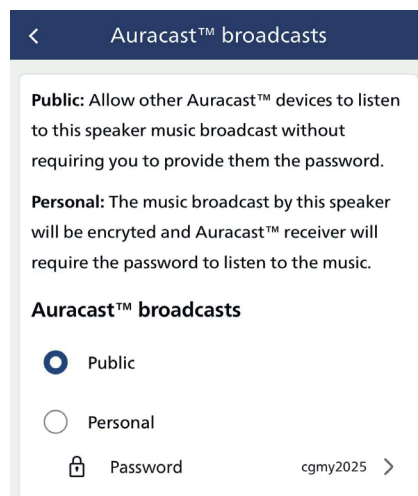 Auracast™ broadcasts
Public: Allow other Auracast™ devices to listen
to this speaker music broadcast without
requiring you to provide them the password.
Personal: The music broadcast by this speaker
will be encryted and Auracast™ receiver will
require the password to listen to the music.
Auracast™ broadcasts
Public
Personal
Password cgmy2025